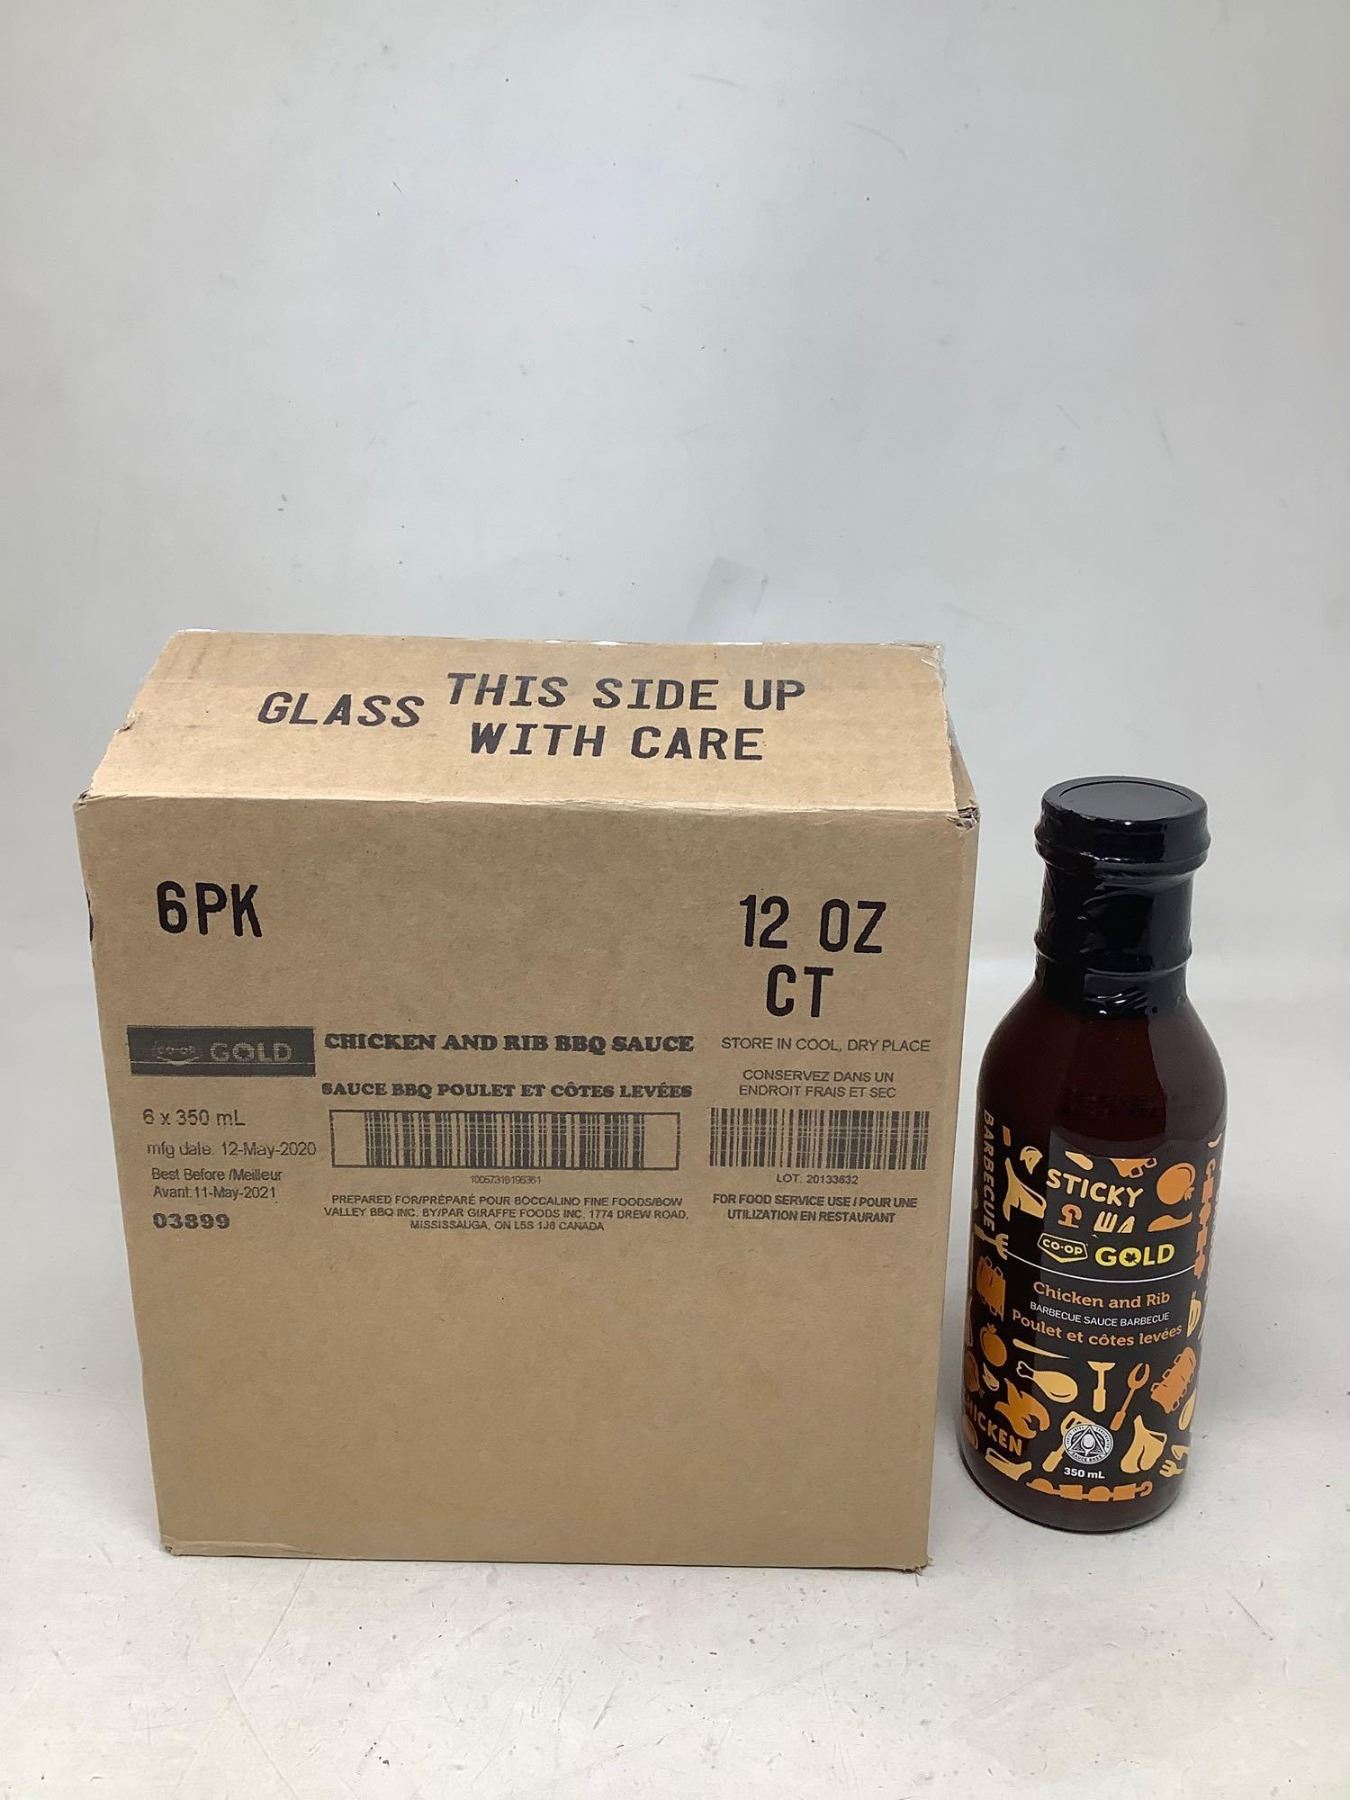 GLASS THIS SIDE UP
WITH CARE
6PK
12 OZ
CT
CO-OP GOLD
CHICKEN AND RIB BBQ SAUCE
SAUCE BBQ POULET ET CÔTES LEVÉES
STORE IN COOL, DRY PLACE
CONSERVEZ DANS UN
ENDROIT FRAIS ET SEC
6 x 350 mL
mfg date: 12-May-2020
Best Before /Meilleur
Avant:11-May-2021
03899
PREPARED FOR/PRÉPARÉ POUR BOCCALINO FINE FOODS/BOW
VALLEY BBQ INC. BY/PAR GIRAFFE FOODS INC. 1774 DREW ROAD,
MISSISSAUGA, ON L5S 1J6 CANADA
LOT: 20133632
FOR FOOD SERVICE USE / POUR UNE
UTILIZATION EN RESTAURANT
BARBECUE
STICKY
CO-OP GOLD
Chicken and Rib
BARBECUE SAUCE BARBECUE
Poulet et côtes levées
CHICKEN
350 mL